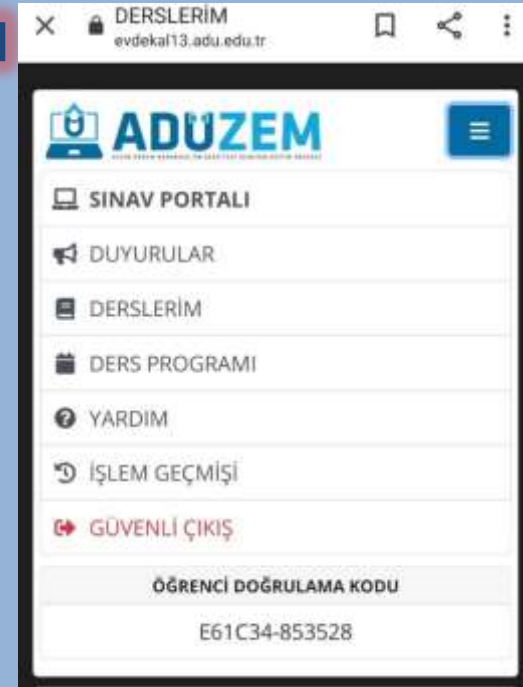 DERSLERİM
evdekal13.adu.edu.tr
ADÜZEM
SINAV PORTALI
DUYURULAR
DERSLERİM
DERS PROGRAMI
YARDIM
İŞLEM GEÇMİŞİ
GÜVENLİ ÇIKIŞ
ÖĞRENCİ DOĞRULAMA KODU
E61C34-853528